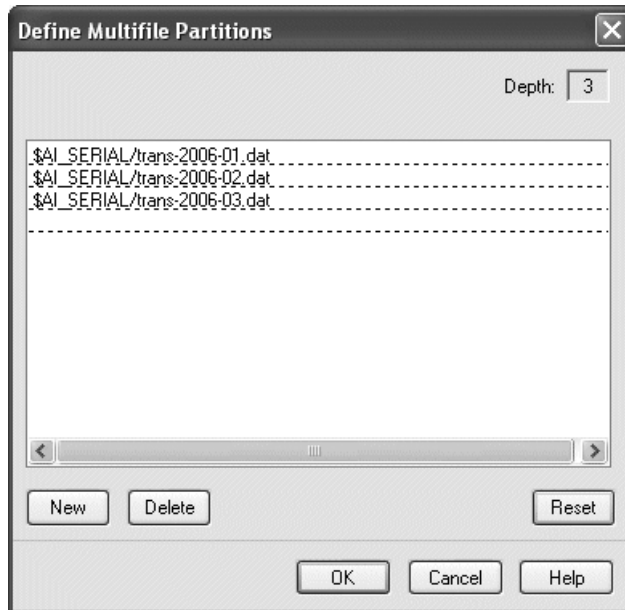 Define Multifile Partitions
Depth: 3
$AI_SERIAL/trans-2006-01.dat
$AI_SERIAL/trans-2006-02.dat
$AI_SERIAL/trans-2006-03.dat
New Delete Reset
OK Cancel Help